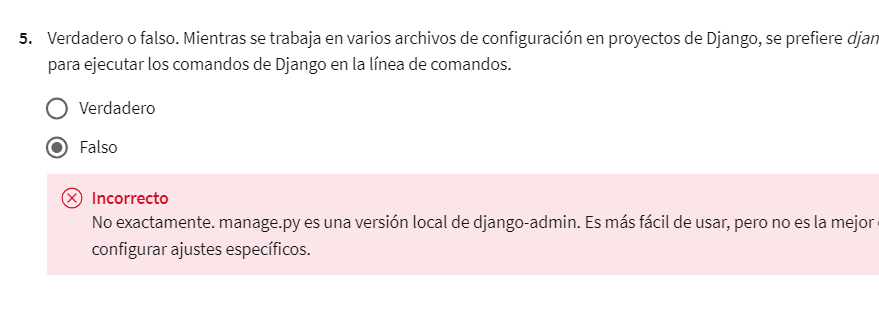 5. Verdadero o falso. Mientras se trabaja en varios archivos de configuración en proyectos de Django, se prefiere djan
para ejecutar los comandos de Django en la línea de comandos.
Verdadero
Falso
Incorrecto
No exactamente. manage.py es una versión local de django-admin. Es más fácil de usar, pero no es la mejor
configurar ajustes específicos.